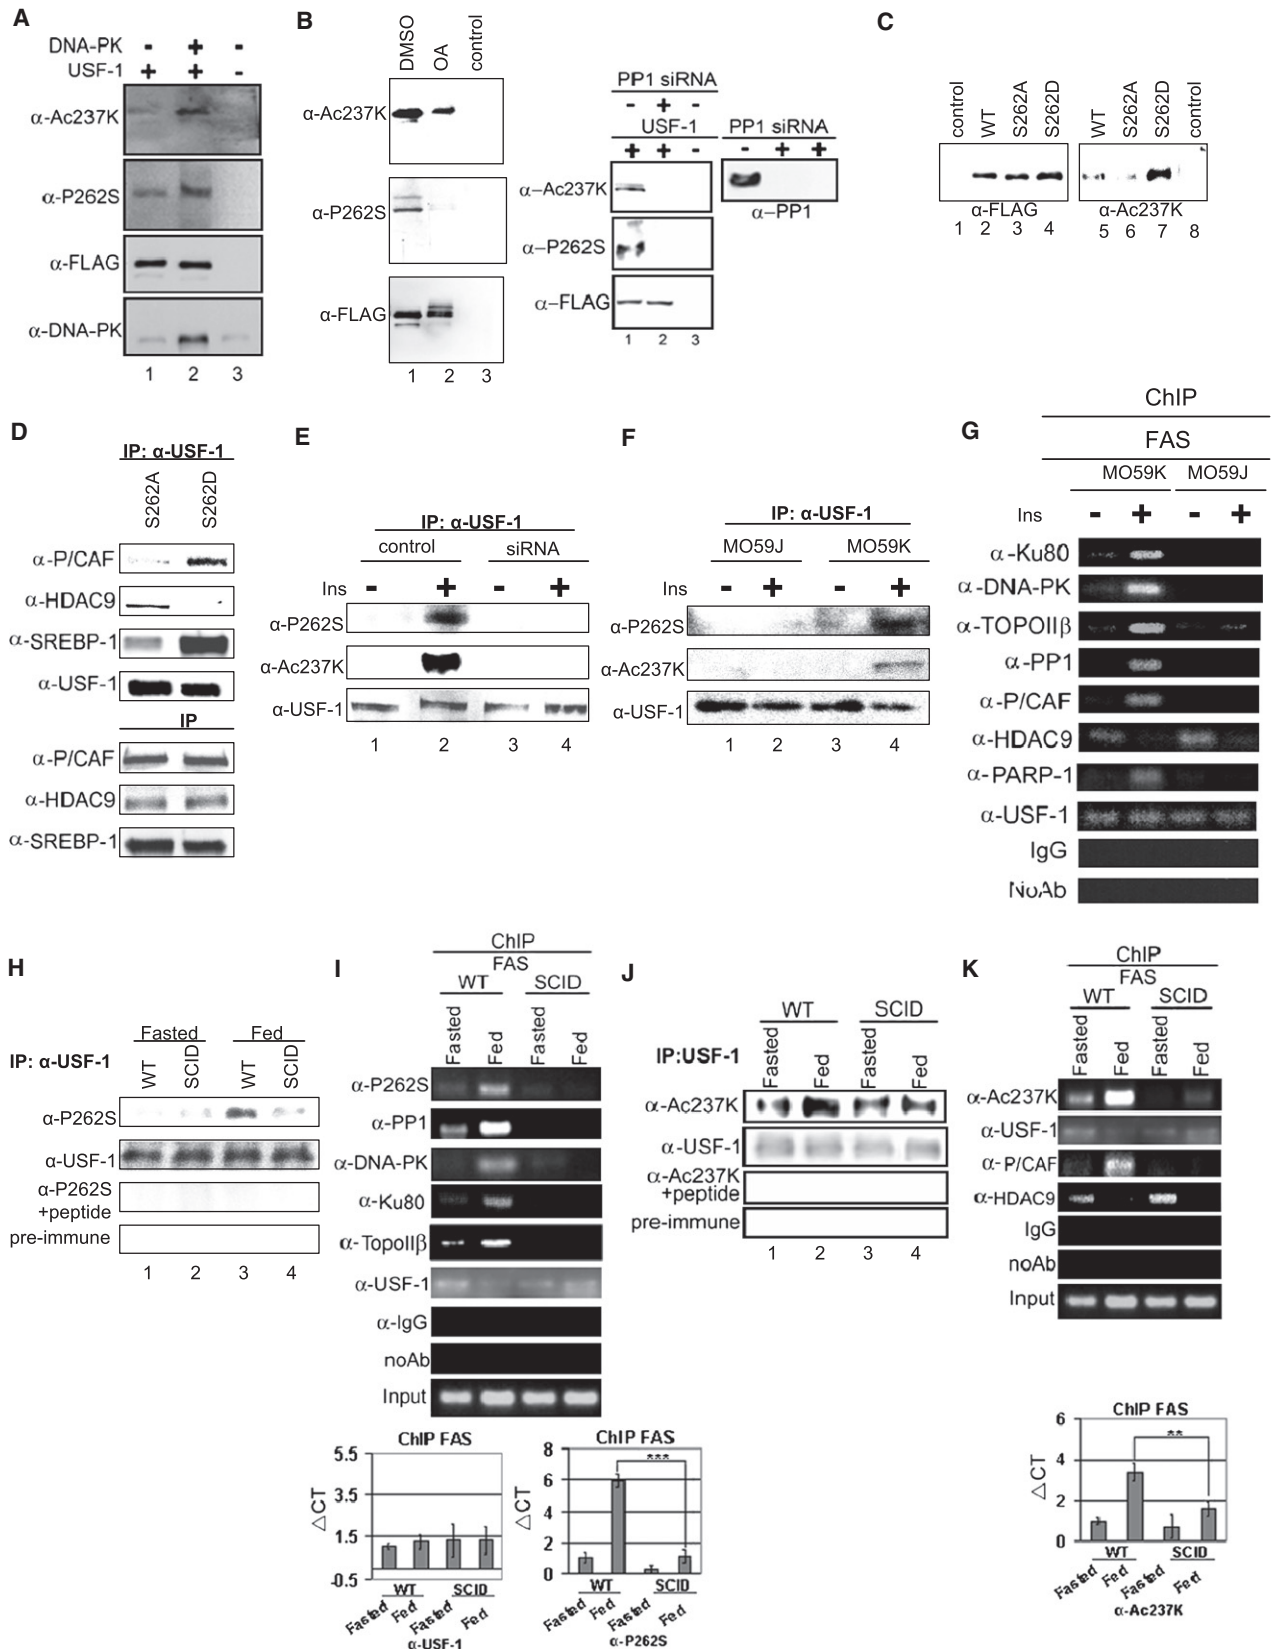 A
DNA-PK - + -
USF-1 + + -
α-Ac237K
α-P262S
α-FLAG
α-DNA-PK
1 2 3
B
DMSO
OA
control
α-Ac237K
α-P262S
α-FLAG
1 2 3
PP1 siRNA
- + -
USF-1
+ + -
PP1 siRNA
- + +
α-Ac237K
α-P262S
α-FLAG
1 2 3
α-PP1
C
control
WT
S262A
S262D
WT
S262A
S262D
control
α-FLAG
α-Ac237K
1 2 3 4 5 6 7 8
D
IP: α-USF-1
S262A
S262D
α-P/CAF
α-HDAC9
α-SREBP-1
α-USF-1
IP
α-P/CAF
α-HDAC9
α-SREBP-1
E
IP: α-USF-1
control siRNA
Ins - + - +
α-P262S
α-Ac237K
α-USF-1
1 2 3 4
F
IP: α-USF-1
MO59J MO59K
- + - +
α-P262S
α-Ac237K
α-USF-1
1 2 3 4
G
ChIP
FAS
MO59K MO59J
Ins - + - +
α-Ku80
α-DNA-PK
α-TOPOIIβ
α-PP1
α-P/CAF
α-HDAC9
α-PARP-1
α-USF-1
IgG
NoAb
H
Fasted Fed
IP: α-USF-1
WT
SCID
WT
SCID
α-P262S
α-USF-1
α-P262S
+peptide
pre-immune
1 2 3 4
I
ChIP
FAS
WT SCID
Fasted
Fed
Fasted
Fed
α-P262S
α-PP1
α-DNA-PK
α-Ku80
α-TopoIIβ
α-USF-1
α-IgG
noAb
Input
ChIP FAS
△CT
5.5
3.5
1.5
-0.5
WT SCID
Fasted Fed Fasted Fed
α-USF-1
ChIP FAS
△CT
8
6
4
2
0
***
WT SCID
Fasted Fed Fasted Fed
α-P262S
J
WT SCID
IP:USF-1
Fasted
Fed
Fasted
Fed
α-Ac237K
α-USF-1
α-Ac237K
+peptide
pre-immune
1 2 3 4
K
ChIP
FAS
WT SCID
Fasted
Fed
Fasted
Fed
α-Ac237K
α-USF-1
α-P/CAF
α-HDAC9
IgG
noAb
Input
ChIP FAS
△CT
6
4
2
0
**
WT SCID
Fasted Fed Fasted Fed
α-Ac237K